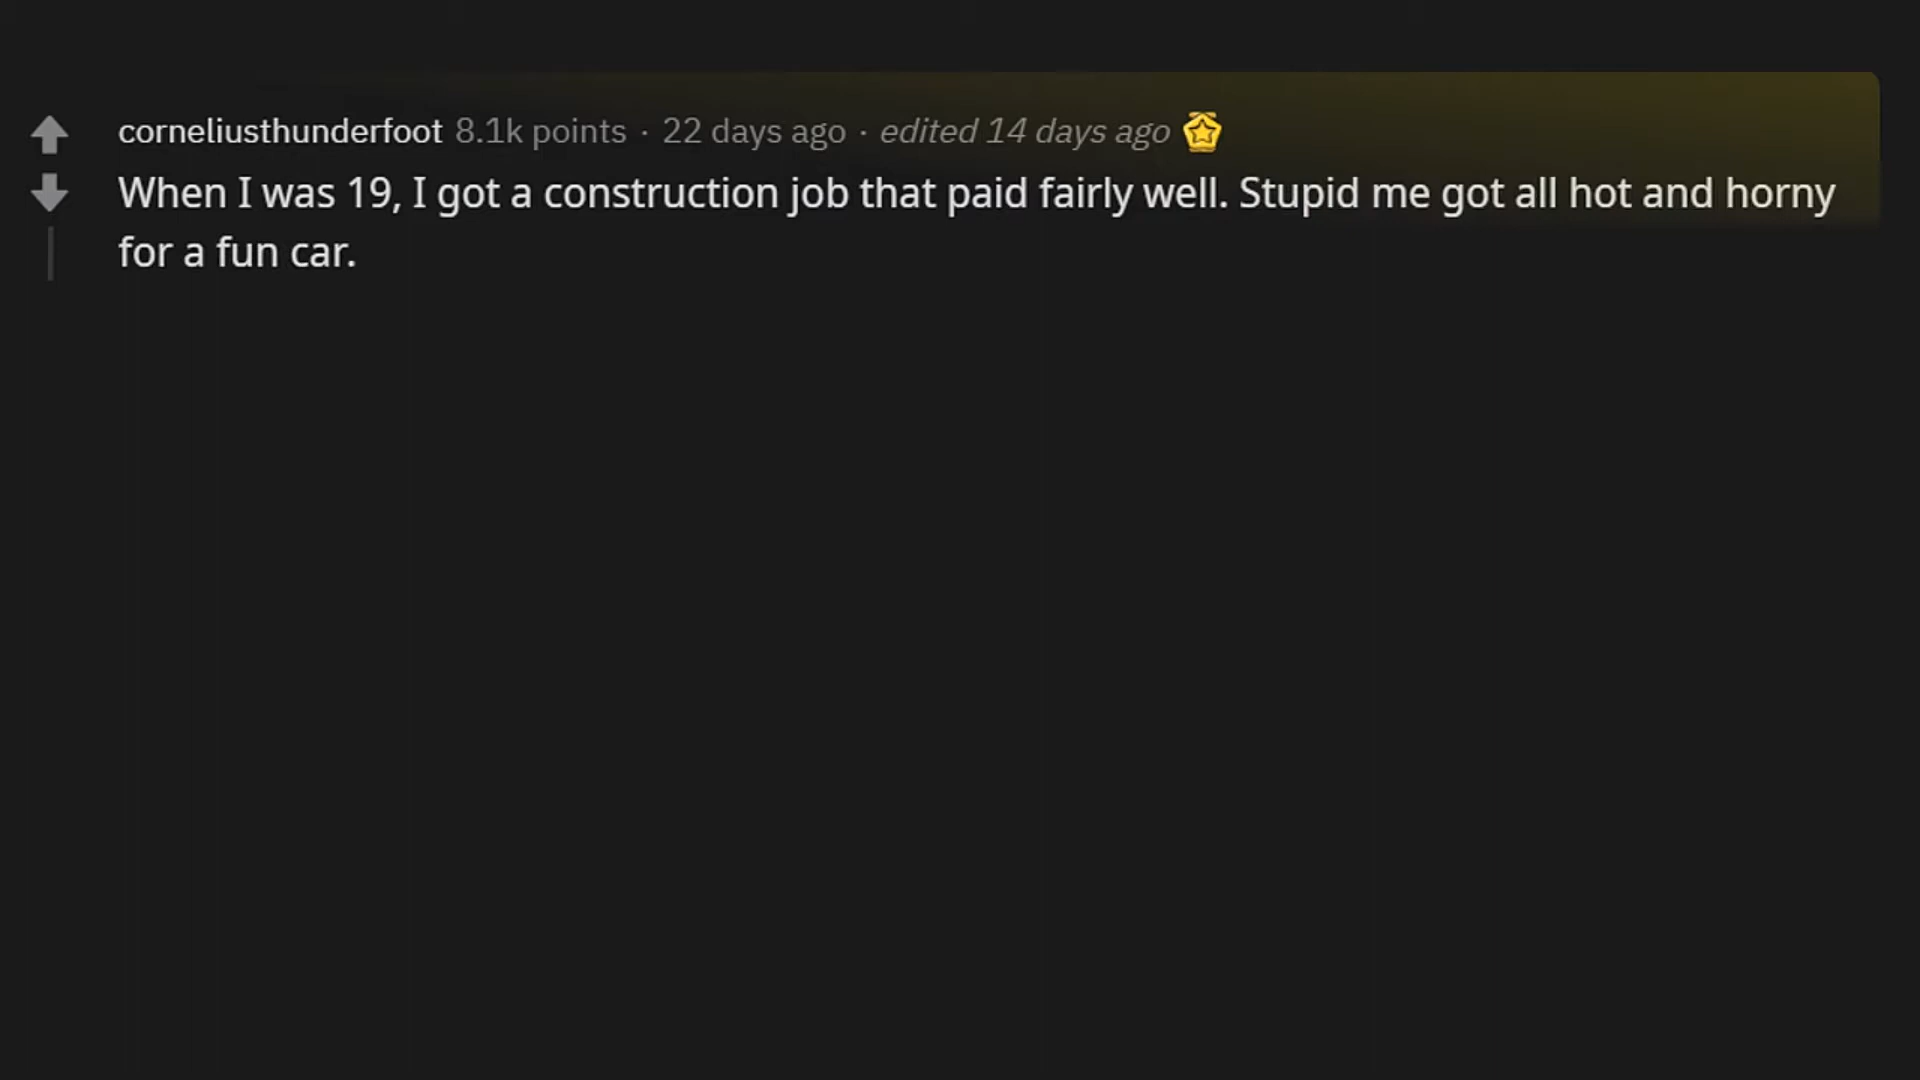 corneliusthunderfoot 8.1k points · 22 days ago · edited 14 days ago
When I was 19, I got a construction job that paid fairly well. Stupid me got all hot and horny
for a fun car.